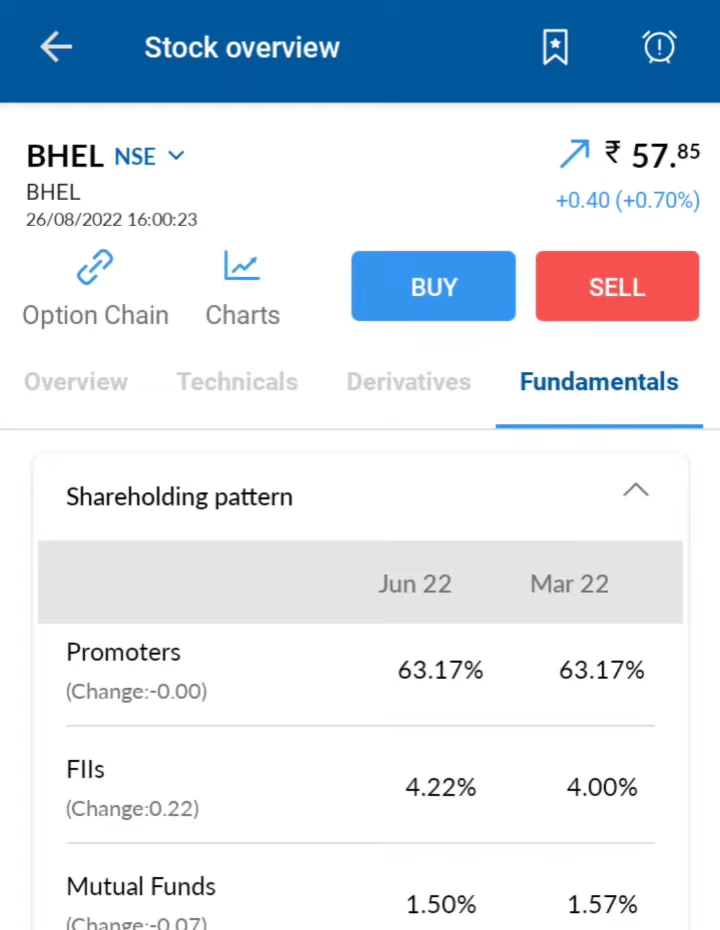 Stock overview
BHEL NSE ₹ 57.85
BHEL +0.40 (+0.70%)
26/08/2022 16:00:23
Option Chain Charts BUY SELL
Overview Technicals Derivatives Fundamentals
Shareholding pattern
Jun 22 Mar 22
Promoters 63.17% 63.17%
(Change:-0.00)
FIIs 4.22% 4.00%
(Change:0.22)
Mutual Funds 1.50% 1.57%
(Change:-0.07)